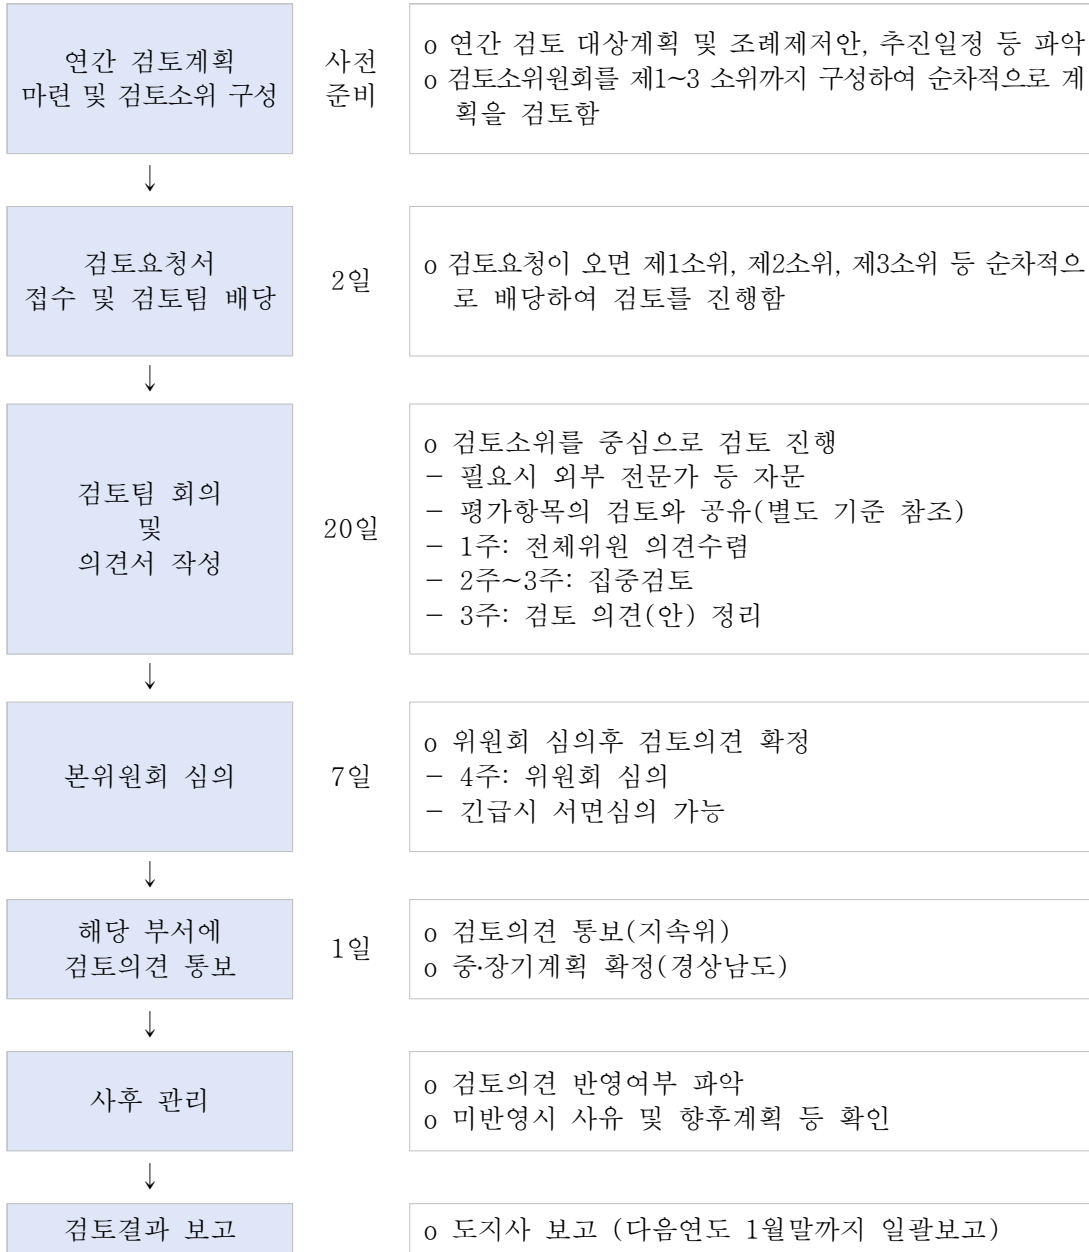 연간 검토계획
마련 및 검토소위 구성
사전
준비
o 연간 검토 대상계획 및 조례제저안, 추진일정 등 파악
o 검토소위원회를 제1~3 소위까지 구성하여 순차적으로 계
획을 검토함
↓
검토요청서
접수 및 검토팀 배당
2일
o 검토요청이 오면 제1소위, 제2소위, 제3소위 등 순차적으
로 배당하여 검토를 진행함
↓
검토팀 회의
및
의견서 작성
20일
o 검토소위를 중심으로 검토 진행
- 필요시 외부 전문가 등 자문
- 평가항목의 검토와 공유(별도 기준 참조)
- 1주: 전체위원 의견수렴
- 2주~3주: 집중검토
- 3주: 검토 의견(안) 정리
↓
본위원회 심의
7일
o 위원회 심의후 검토의견 확정
- 4주: 위원회 심의
- 긴급시 서면심의 가능
↓
해당 부서에
검토의견 통보
1일
o 검토의견 통보(지속위)
o 중·장기계획 확정(경상남도)
↓
사후 관리
o 검토의견 반영여부 파악
o 미반영시 사유 및 향후계획 등 확인
↓
검토결과 보고
o 도지사 보고 (다음연도 1월말까지 일괄보고)